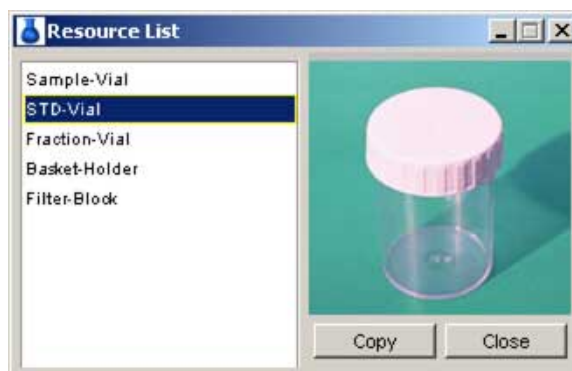 Resource List
Sample-Vial
STD-Vial
Fraction-Vial
Basket-Holder
Filter-Block
Copy
Close